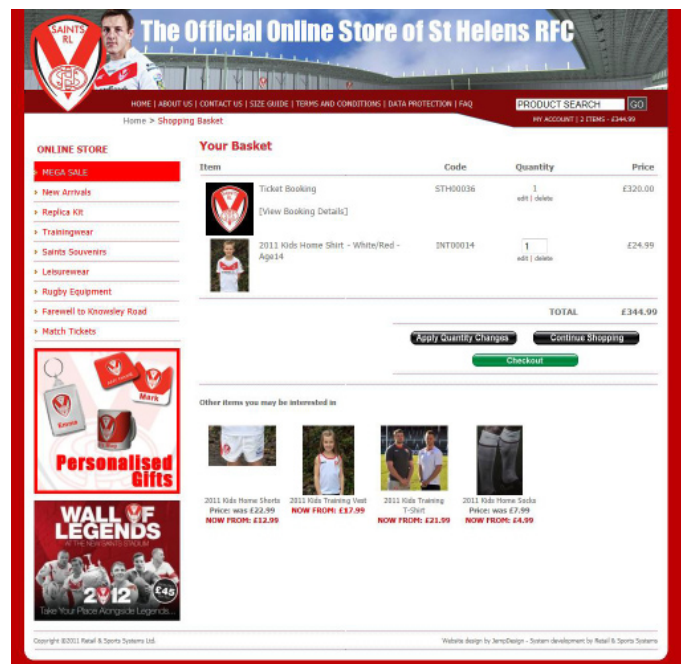 SAINTS
RL
The Official Online Store of St Helens RFC
HOME | ABOUT US | CONTACT US | SIZE GUIDE | TERMS AND CONDITIONS | DATA PROTECTION | FAQ
PRODUCT SEARCH GO
Home > Shopping Basket
MY ACCOUNT | 2 ITEMS - £344.99
ONLINE STORE
MEGA SALE
New Arrivals
Replica Kit
Trainingwear
Saints Souvenirs
Leisurewear
Rugby Equipment
Farewell to Knowsley Road
Match Tickets
Personalised
Gifts
Mark
Emma
WALL OF
LEGENDS
AT THE NEW SAINTS STADIUM
2012
£45
Take Your Place Alongside Legends...
Your Basket
Item Code Quantity Price
Ticket Booking STH00036 1 £320.00
edit | delete
[View Booking Details]
2011 Kids Home Shirt - White/Red - INT00014 1 £24.99
Age14
edit | delete
TOTAL £344.99
Apply Quantity Changes Continue Shopping
Checkout
Other items you may be interested in
2011 Kids Home Shorts
Price: was £22.99
NOW FROM: £12.99
2011 Kids Training Vest
NOW FROM: £17.99
2011 Kids Training
T-Shirt
NOW FROM: £21.99
2011 Kids Home Socks
Price: was £7.99
NOW FROM: £4.99
Copyright ©2011 Retail & Sports Systems Ltd.
Website design by JempDesign - System development by Retail & Sports Systems